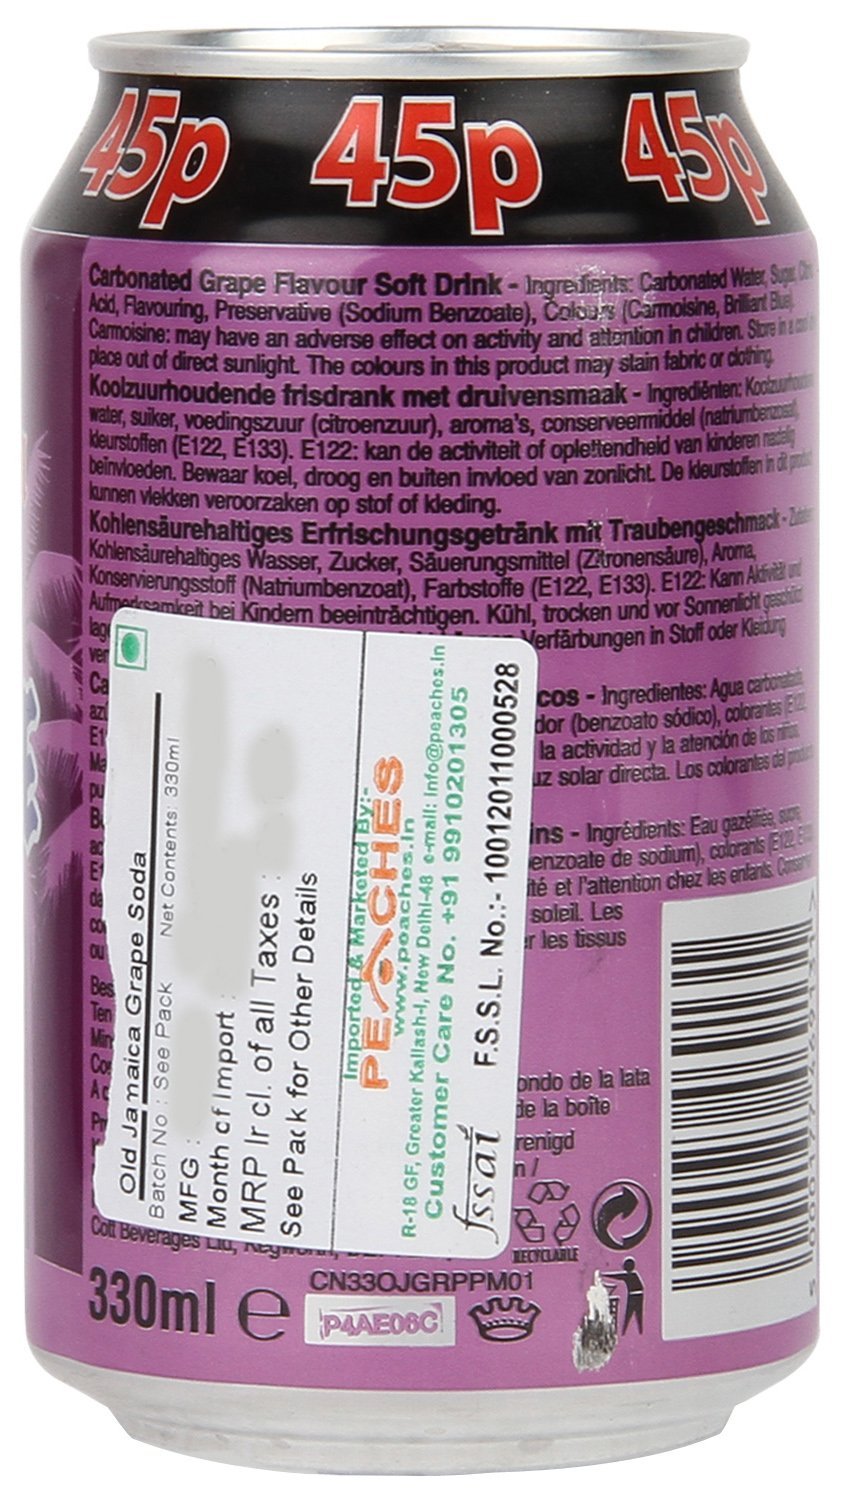 45p 45p 45p
Carbonated Grape Flavour Soft Drink - Ingredients: Carbonated Water, Sugar,
Acid, Flavouring, Preservative (Sodium Benzoate), Colours (Carmoisine, Brilliant Blue).
Carmoisine: may have an adverse effect on activity and attention in children. Store in a cool
place out of direct sunlight. The colours in this product may stain fabric or clothing.
Koolzuurhoudende frisdrank met druivensmaak - Ingrediënten: Koolzuurhoudend
water, suiker, voedingszuur (citroenzuur), aroma's, conserveermiddel (natriumbenzoaat),
kleurstoffen (E122, E133). E122: kan de activiteit of oplettendheid van kinderen nadelig
beïnvloeden. Bewaar koel, droog en buiten invloed van zonlicht. De kleurstoffen in dit product
kunnen vlekken veroorzaken op stof of kleding.
Kohlensäurehaltiges Erfrischungsgetränk mit Traubengeschmack -
Kohlensäurehaltiges Wasser, Zucker, Säuerungsmittel (Zitronensäure), Aroma,
Konservierungsstoff (Natriumbenzoat), Farbstoffe (E122, E133). E122: Kann Aktivität und
Aufmerksamkeit bei Kindern beeinträchtigen. Kühl, trocken und vor Sonnenlicht geschützt
Verfärbungen in Stoff oder Kleidung
- Ingredientes: Agua carbonatada,
(benzoato sódico), colorantes (E122,
la actividad y la atención de los niños.
solar directa. Los colorantes del producto
- Ingrédients: Eau gazéifiée, sucre,
de sodium), colorants (E122,
et l'attention chez les enfants. Conserver
soleil. Les
les tissus
de la lata
de la boîte
Old Jamaica Grape Soda
Batch No : See Pack Net Contents: 330ml
MFG :
Month of Import :
MRP Incl. of all Taxes :
See Pack for Other Details
Imported & Marketed By:-
PEACHES
www.peaches.in
R-18 GF, Greater Kailash-I, New Delhi-48 e-mail: info@peaches.in
Customer Care No. +91 9910201305
fssai F.S.S.L. No.:- 10012011000528
Cott Beverages Ltd,
RECYCLABLE
330ml e
CN33OJGRPPM01
P4AE06C